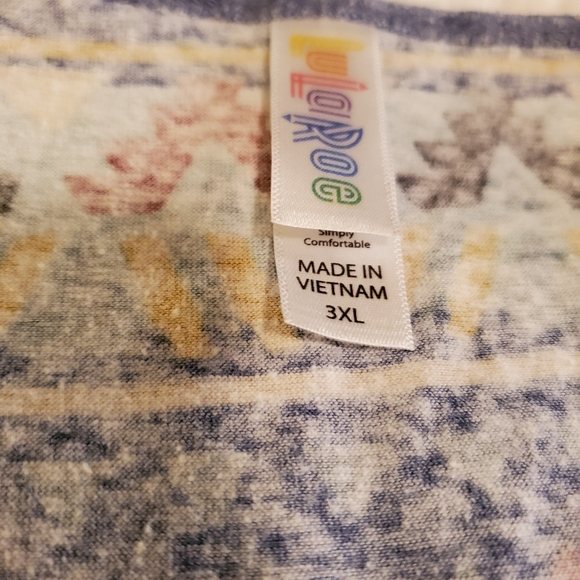 LuLaRoe
Simply
Comfortable
MADE IN
VIETNAM
3XL